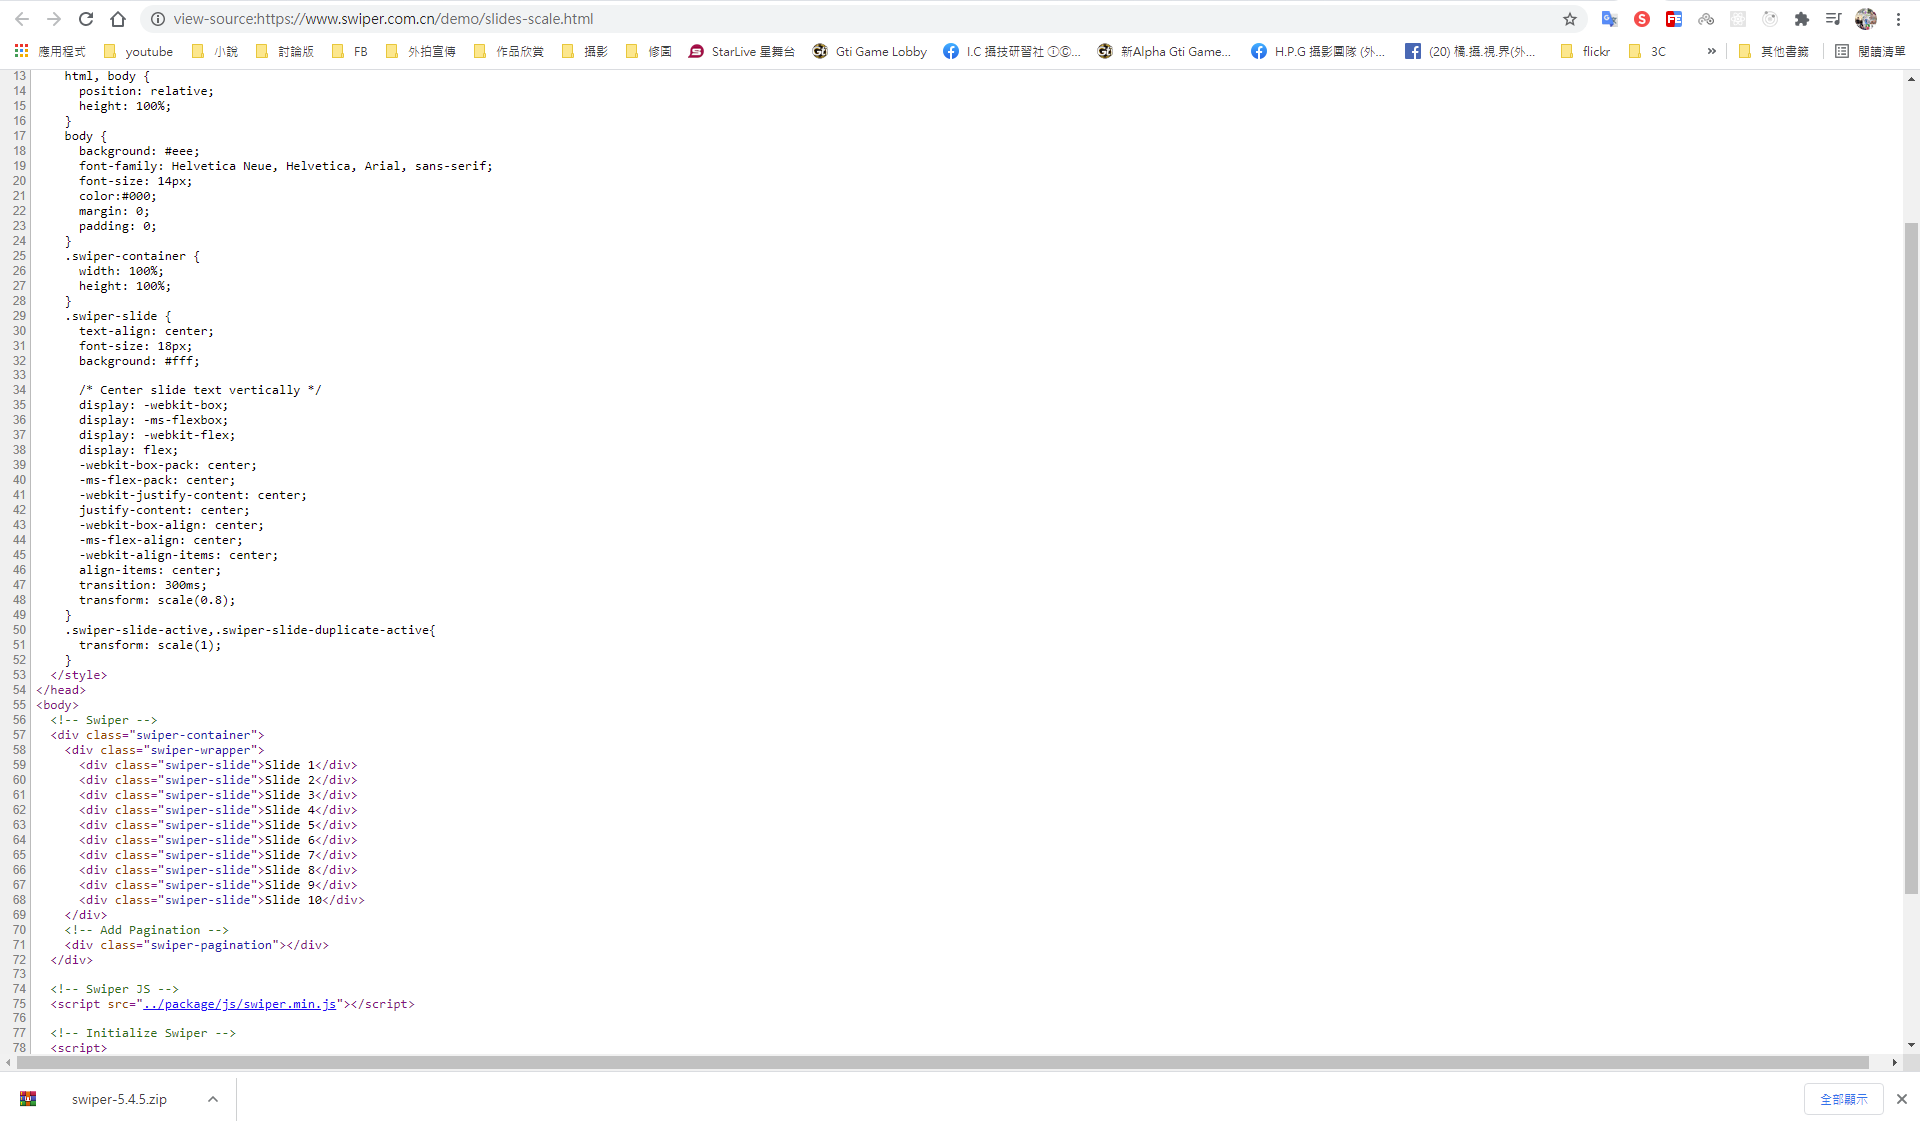 view-source:https://www.swiper.com.cn/demo/slides-scale.html
應用程式 youtube 小說 討論版 FB 外拍宣傳 作品欣賞 攝影 修圖 StarLive 星舞台 Gti Game Lobby I.C 攝技研習社 ⓘⒸ... 新Alpha Gti Game... H.P.G 攝影團隊 (外... (20) 橘.攝.視.界(外... flickr 3C » 其他書籤 閱讀清單
13 html, body {
14 position: relative;
15 height: 100%;
16 }
17 body {
18 background: #eee;
19 font-family: Helvetica Neue, Helvetica, Arial, sans-serif;
20 font-size: 14px;
21 color:#000;
22 margin: 0;
23 padding: 0;
24 }
25 .swiper-container {
26 width: 100%;
27 height: 100%;
28 }
29 .swiper-slide {
30 text-align: center;
31 font-size: 18px;
32 background: #fff;
33
34 /* Center slide text vertically */
35 display: -webkit-box;
36 display: -ms-flexbox;
37 display: -webkit-flex;
38 display: flex;
39 -webkit-box-pack: center;
40 -ms-flex-pack: center;
41 -webkit-justify-content: center;
42 justify-content: center;
43 -webkit-box-align: center;
44 -ms-flex-align: center;
45 -webkit-align-items: center;
46 align-items: center;
47 transition: 300ms;
48 transform: scale(0.8);
49 }
50 .swiper-slide-active,.swiper-slide-duplicate-active{
51 transform: scale(1);
52 }
53 </style>
54 </head>
55 <body>
56 <!-- Swiper -->
57 <div class="swiper-container">
58 <div class="swiper-wrapper">
59 <div class="swiper-slide">Slide 1</div>
60 <div class="swiper-slide">Slide 2</div>
61 <div class="swiper-slide">Slide 3</div>
62 <div class="swiper-slide">Slide 4</div>
63 <div class="swiper-slide">Slide 5</div>
64 <div class="swiper-slide">Slide 6</div>
65 <div class="swiper-slide">Slide 7</div>
66 <div class="swiper-slide">Slide 8</div>
67 <div class="swiper-slide">Slide 9</div>
68 <div class="swiper-slide">Slide 10</div>
69 </div>
70 <!-- Add Pagination -->
71 <div class="swiper-pagination"></div>
72 </div>
73
74 <!-- Swiper JS -->
75 <script src="../package/js/swiper.min.js"></script>
76
77 <!-- Initialize Swiper -->
78 <script>
swiper-5.4.5.zip 全部顯示